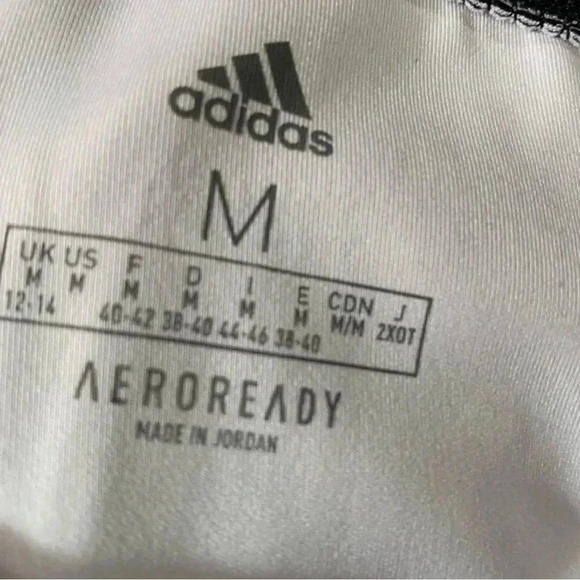 adidas
M
UK US F D I E CDN J
M M M M M M M/M 2XOT
12-14 40-42 38-40 44-46 38-40
AEROREADY
MADE IN JORDAN